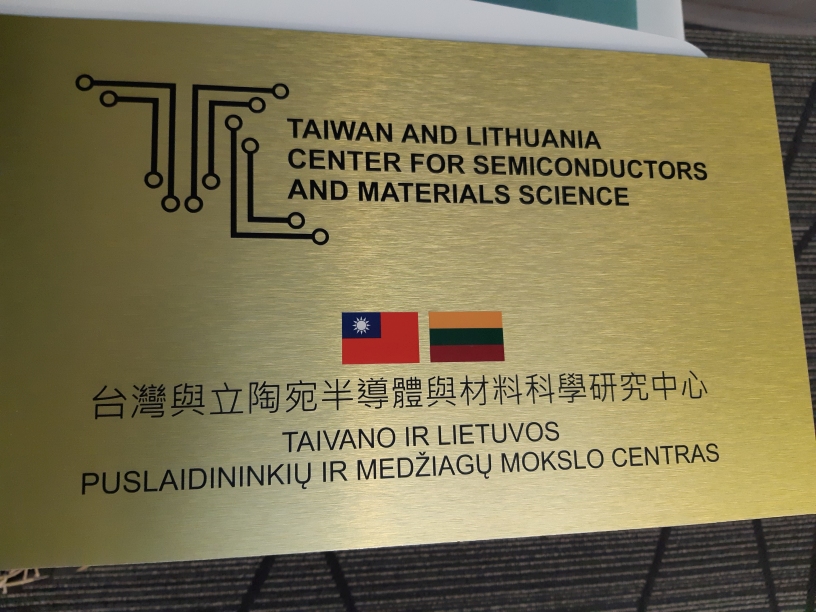 TAIWAN AND LITHUANIA
CENTER FOR SEMICONDUCTORS
AND MATERIALS SCIENCE
台灣與立陶宛半導體與材料科學研究中心
TAIVANO IR LIETUVOS
PUSLAIDININKIŲ IR MEDŽIAGŲ MOKSLO CENTRAS